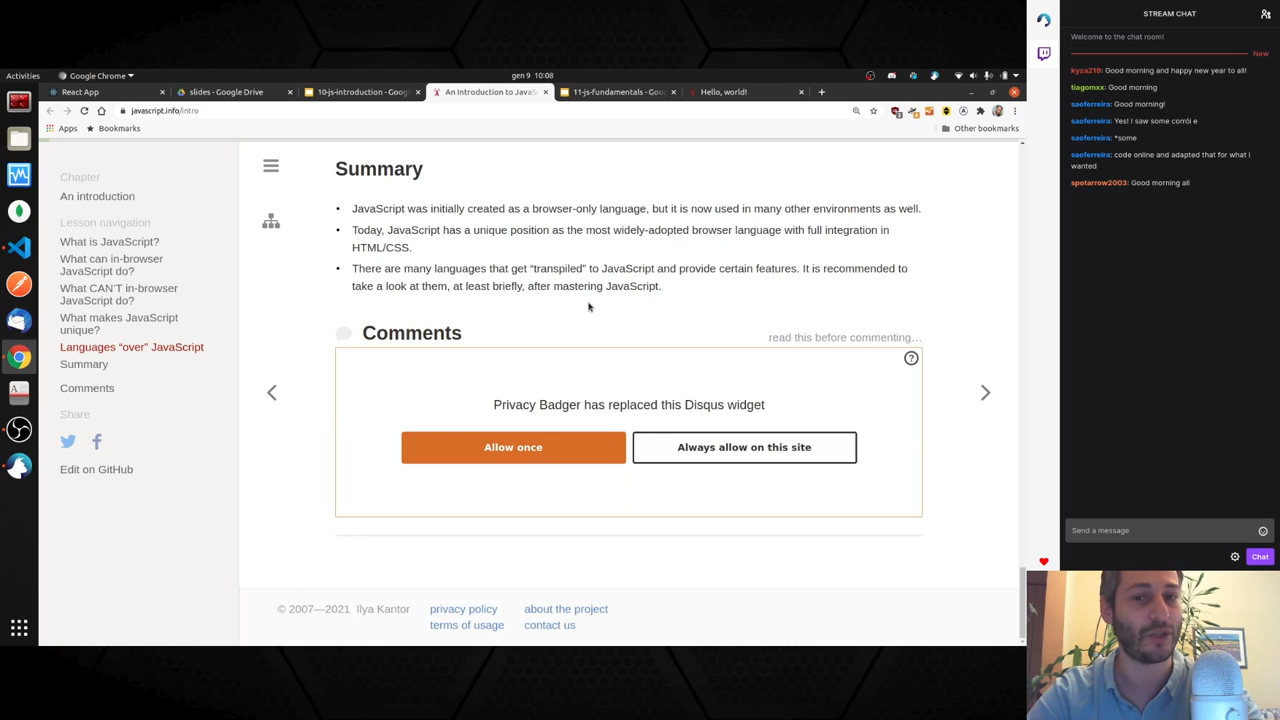 Activities
Google Chrome
gen 9 10:08
React App
slides - Google Drive
10-js-introduction - Google
An Introduction to JavaS
11-js-fundamentals - Goo
Hello, world!
javascript.info/intro
Apps
Bookmarks
Other bookmarks
Chapter
An introduction
Lesson navigation
What is JavaScript?
What can in-browser
JavaScript do?
What CAN'T in-browser
JavaScript do?
What makes JavaScript
unique?
Languages “over” JavaScript
Summary
Comments
Share
Edit on GitHub
Summary
• JavaScript was initially created as a browser-only language, but it is now used in many other environments as well.
• Today, JavaScript has a unique position as the most widely-adopted browser language with full integration in
HTML/CSS.
• There are many languages that get “transpiled” to JavaScript and provide certain features. It is recommended to
take a look at them, at least briefly, after mastering JavaScript.
Comments
read this before commenting…
?
Privacy Badger has replaced this Disqus widget
Allow once
Always allow on this site
© 2007—2021 Ilya Kantor
privacy policy
about the project
terms of usage
contact us
STREAM CHAT
Welcome to the chat room!
New
kyza219: Good morning and happy new year to all!
tiagomxx: Good morning
saoferreira: Good morning!
saoferreira: Yes! I saw some corrói e
saoferreira: *some
saoferreira: code online and adapted that for what i
wanted
spotarrow2003: Good morning all
Send a message
Chat